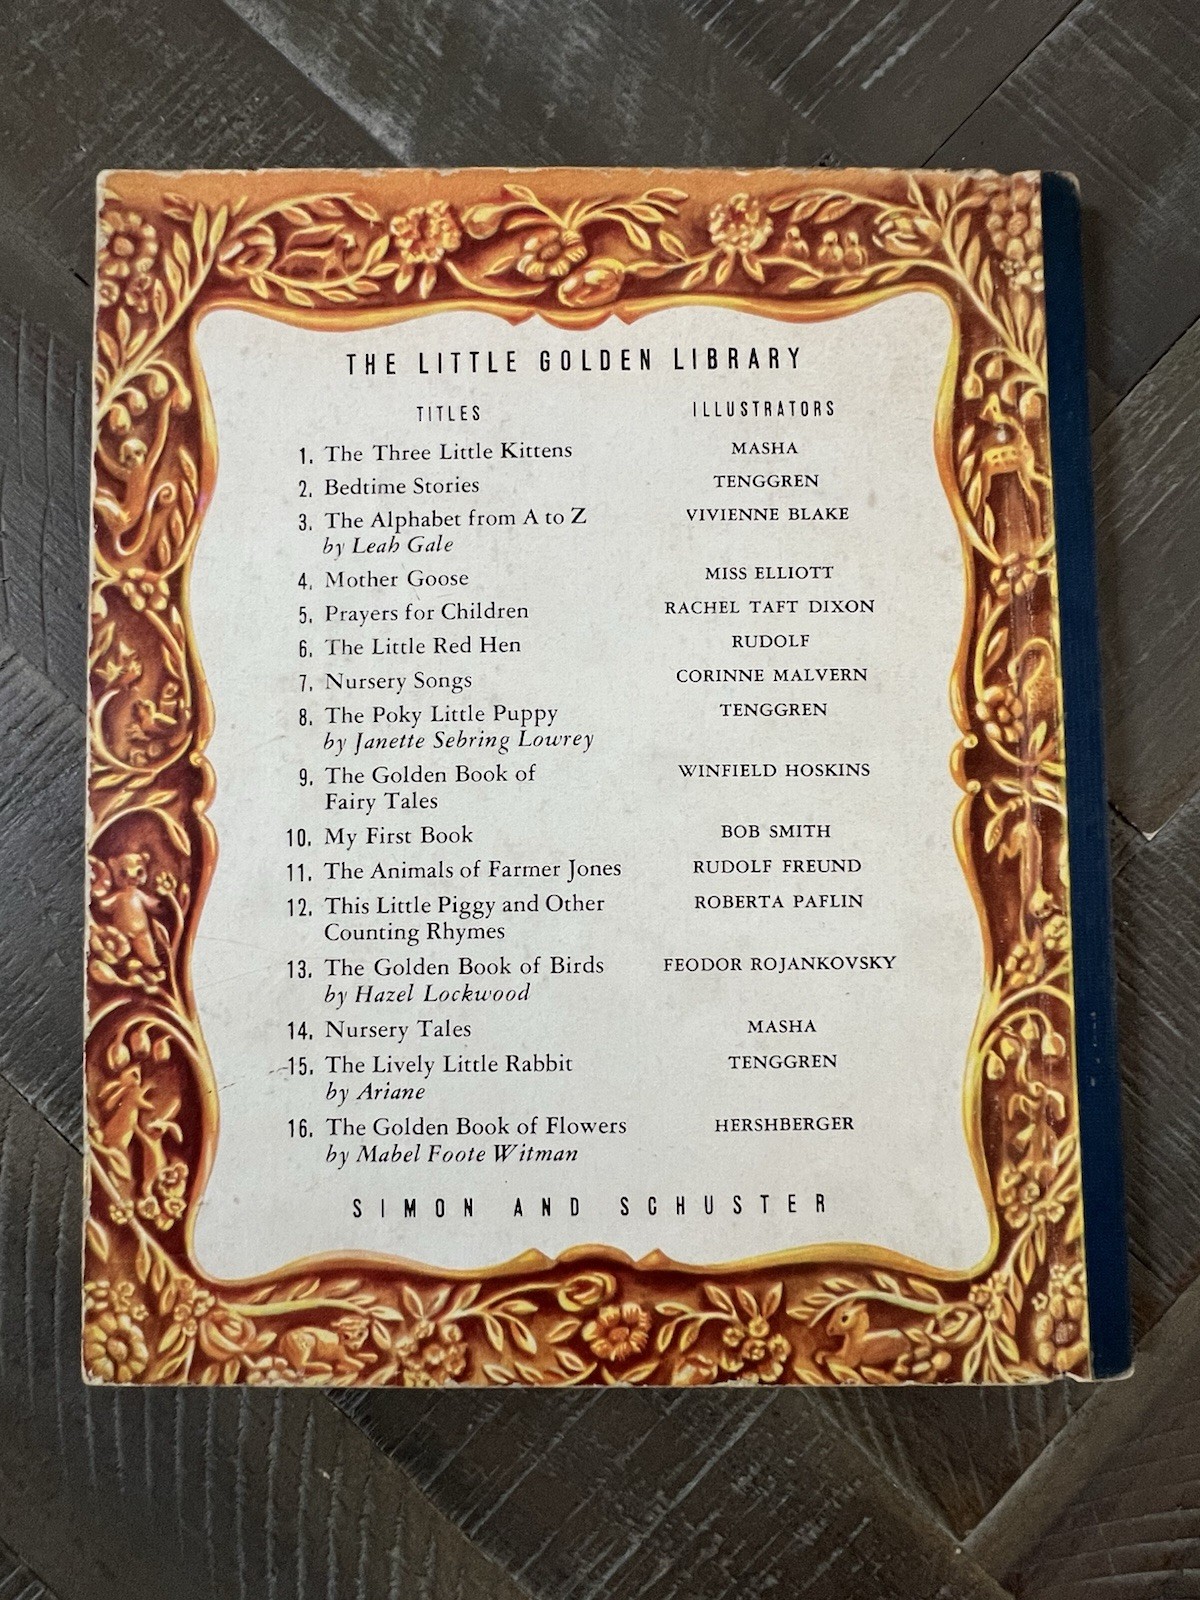 THE LITTLE GOLDEN LIBRARY
TITLES ILLUSTRATORS
1. The Three Little Kittens MASHA
2. Bedtime Stories TENGGREN
3. The Alphabet from A to Z VIVIENNE BLAKE
by Leah Gale
4. Mother Goose MISS ELLIOTT
5. Prayers for Children RACHEL TAFT DIXON
6. The Little Red Hen RUDOLF
7. Nursery Songs CORINNE MALVERN
8. The Poky Little Puppy TENGGREN
by Janette Sebring Lowrey
9. The Golden Book of WINFIELD HOSKINS
Fairy Tales
10. My First Book BOB SMITH
11. The Animals of Farmer Jones RUDOLF FREUND
12. This Little Piggy and Other ROBERTA PAFLIN
Counting Rhymes
13. The Golden Book of Birds FEODOR ROJANKOVSKY
by Hazel Lockwood
14. Nursery Tales MASHA
15. The Lively Little Rabbit TENGGREN
by Ariane
16. The Golden Book of Flowers HERSHBERGER
by Mabel Foote Witman
SIMON AND SCHUSTER